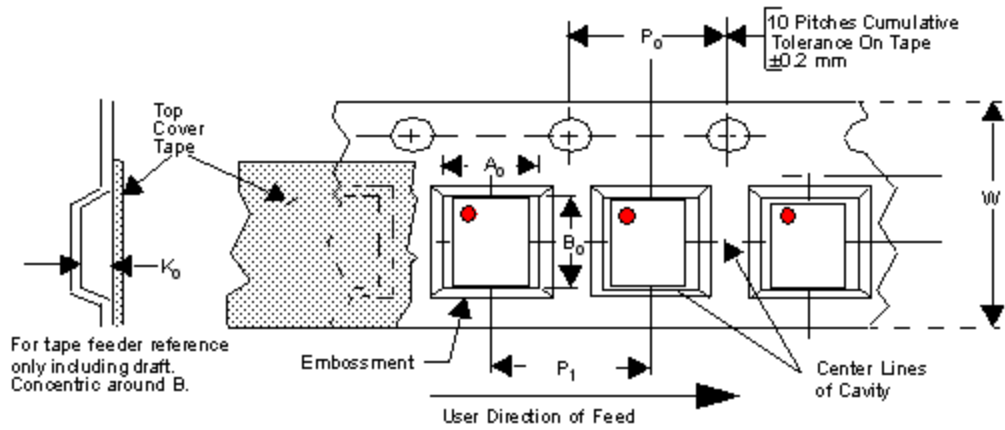 P₀
10 Pitches Cumulative
Tolerance On Tape
±0.2 mm
Top
Cover
Tape
A₀
W
B₀
K₀
For tape feeder reference
only including draft.
Concentric around B.
Embossment
P₁
Center Lines
of Cavity
User Direction of Feed